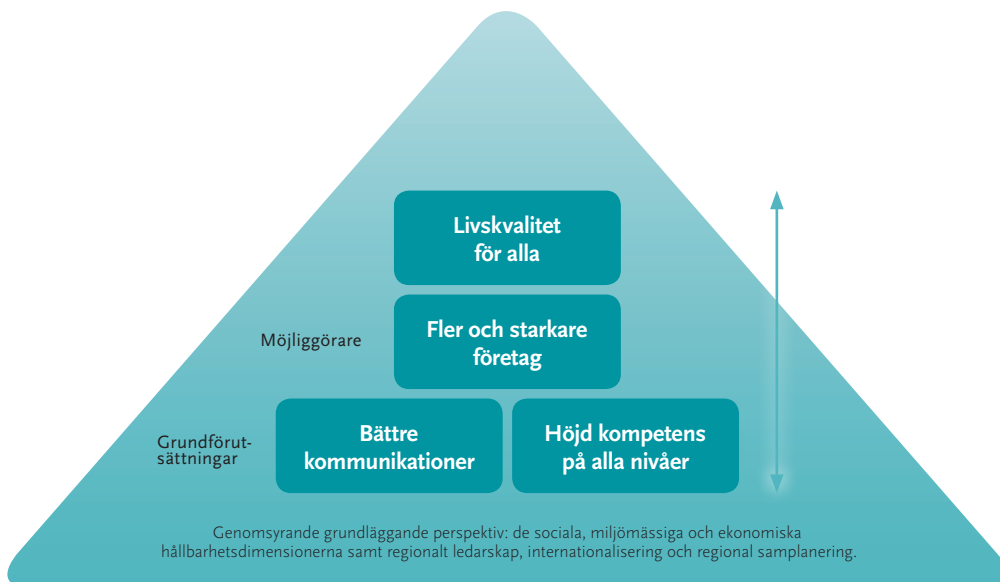 Livskvalitet
för alla
Möjliggörare
Fler och starkare
företag
Grundförut-
sättningar
Bättre
kommunikationer
Höjd kompetens
på alla nivåer
Genomsyrande grundläggande perspektiv: de sociala, miljömässiga och ekonomiska
hållbarhetsdimensionerna samt regionalt ledarskap, internationalisering och regional samplanering.